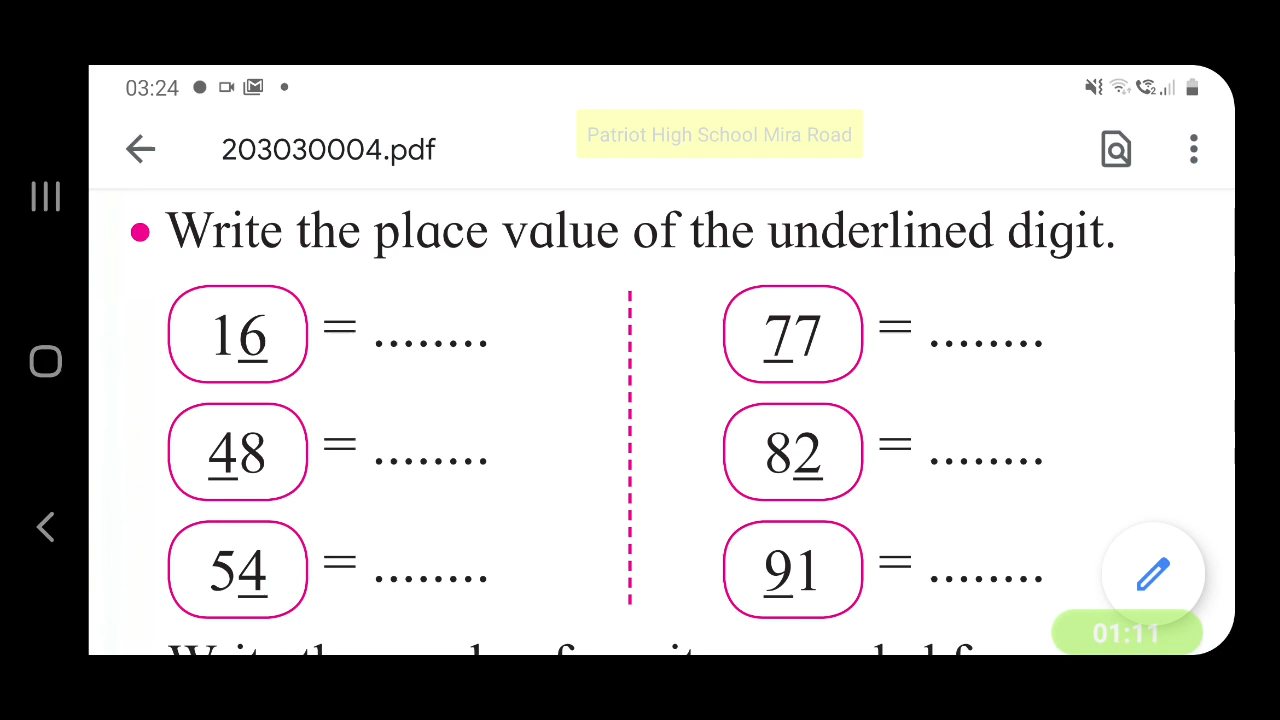 03:24
203030004.pdf
Patriot High School Mira Road
• Write the place value of the underlined digit.
16 = ........
77 = ........
48 = ........
82 = ........
54 = ........
91 = ........
01:11